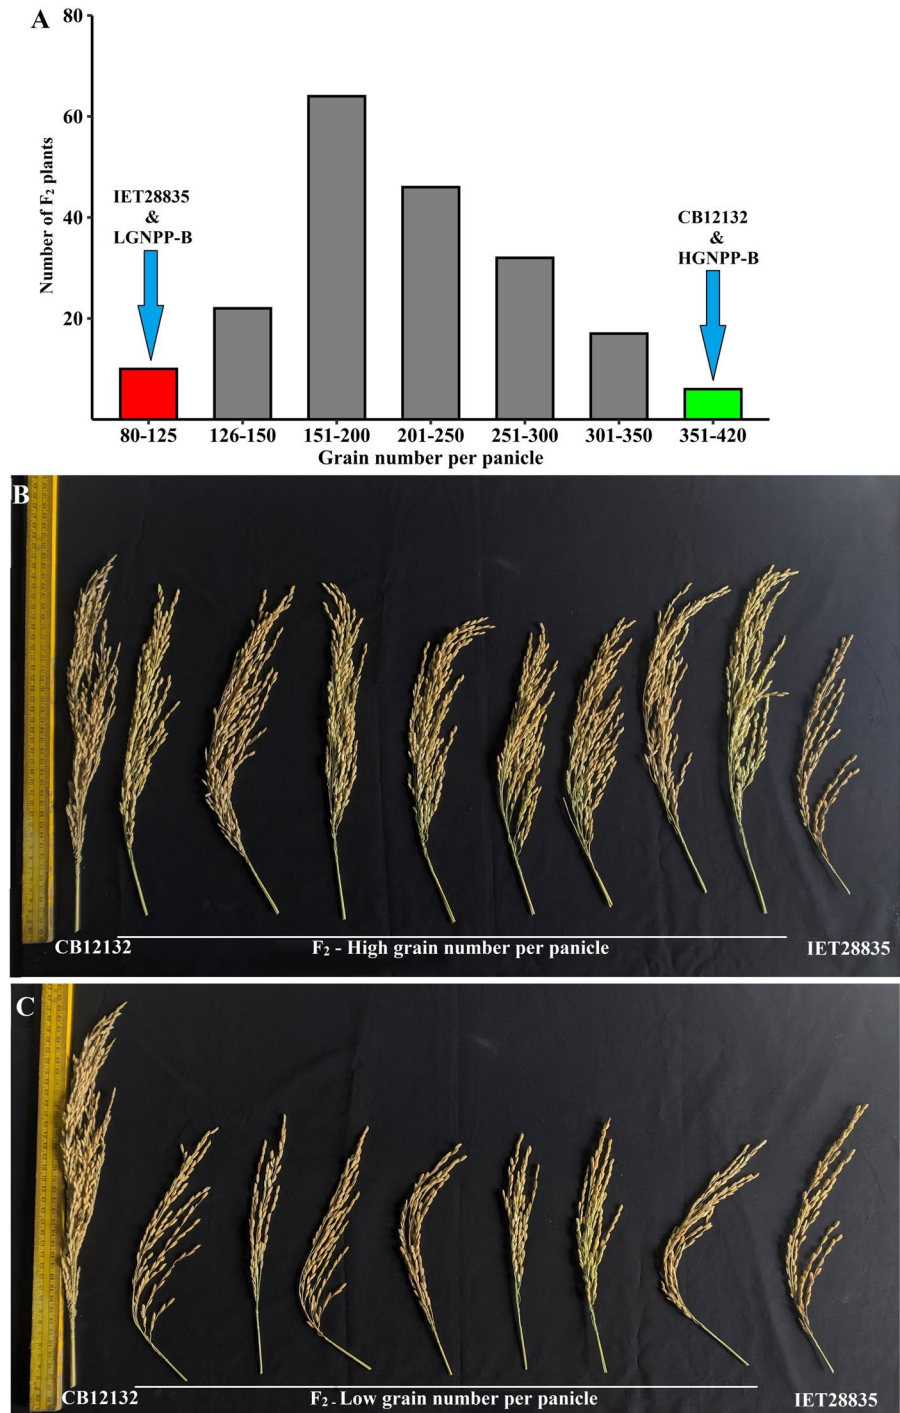 A
80
60
40
20
Number of F2 plants
IET28835
&
LGNPP-B
CB12132
&
HGNPP-B
80-125 126-150 151-200 201-250 251-300 301-350 351-420
Grain number per panicle
B
CB12132 F2 - High grain number per panicle IET28835
C
CB12132 F2 - Low grain number per panicle IET28835